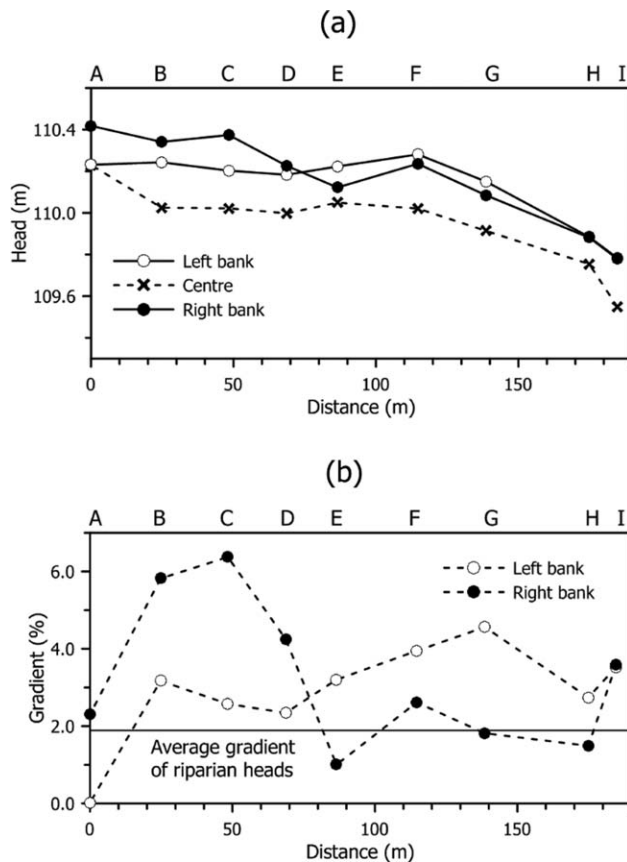 (a)
A B C D E F G H I
110.4
110.0
109.6
Head (m)
Left bank
Centre
Right bank
0 50 100 150
Distance (m)
(b)
A B C D E F G H I
6.0
4.0
2.0
0.0
Gradient (%)
Left bank
Right bank
Average gradient
of riparian heads
0 50 100 150
Distance (m)